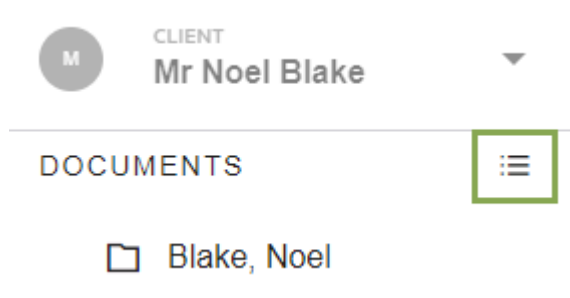 M
CLIENT
Mr Noel Blake
DOCUMENTS
Blake, Noel